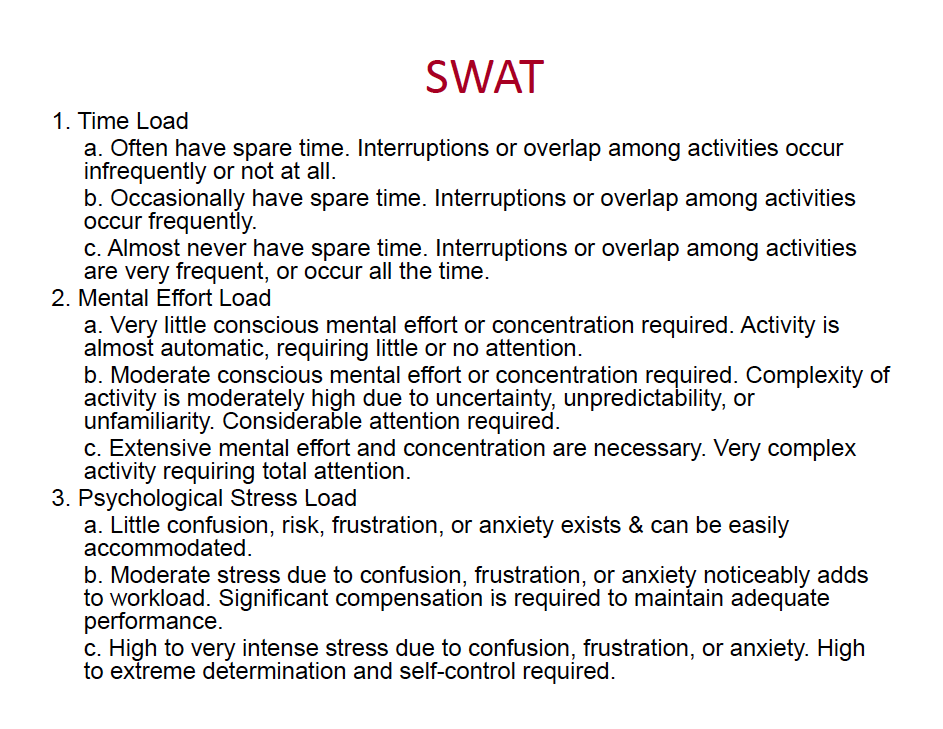 SWAT
1. Time Load
a. Often have spare time. Interruptions or overlap among activities occur
infrequently or not at all.
b. Occasionally have spare time. Interruptions or overlap among activities
occur frequently.
c. Almost never have spare time. Interruptions or overlap among activities
are very frequent, or occur all the time.
2. Mental Effort Load
a. Very little conscious mental effort or concentration required. Activity is
almost automatic, requiring little or no attention.
b. Moderate conscious mental effort or concentration required. Complexity of
activity is moderately high due to uncertainty, unpredictability, or
unfamiliarity. Considerable attention required.
c. Extensive mental effort and concentration are necessary. Very complex
activity requiring total attention.
3. Psychological Stress Load
a. Little confusion, risk, frustration, or anxiety exists & can be easily
accommodated.
b. Moderate stress due to confusion, frustration, or anxiety noticeably adds
to workload. Significant compensation is required to maintain adequate
performance.
c. High to very intense stress due to confusion, frustration, or anxiety. High
to extreme determination and self-control required.